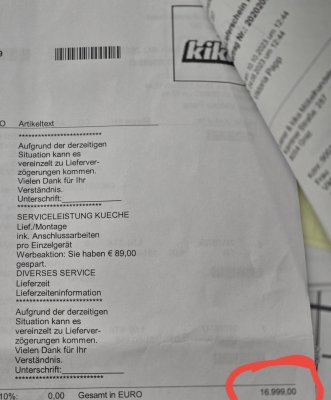 kik
O Artikeltext
*************************
Aufgrund der derzeitigen
Situation kann es
vereinzelt zu Lieferver-
zögerungen kommen.
Vielen Dank für Ihr
Verständnis.
Unterschrift:
*************************
SERVICELEISTUNG KUECHE
Lief./Montage
ink. Anschlussarbeiten
pro Einzelgerät
Werbeaktion: Sie haben € 89,00
gespart.
DIVERSES SERVICE
Lieferzeit
Lieferzeiteninformation
*************************
Aufgrund der derzeitigen
Situation kann es
vereinzelt zu Lieferver-
zögerungen kommen.
Vielen Dank für Ihr
Verständnis.
Unterschrift:
*************************
10%: 0,00 Gesamt in EURO 16.999,00